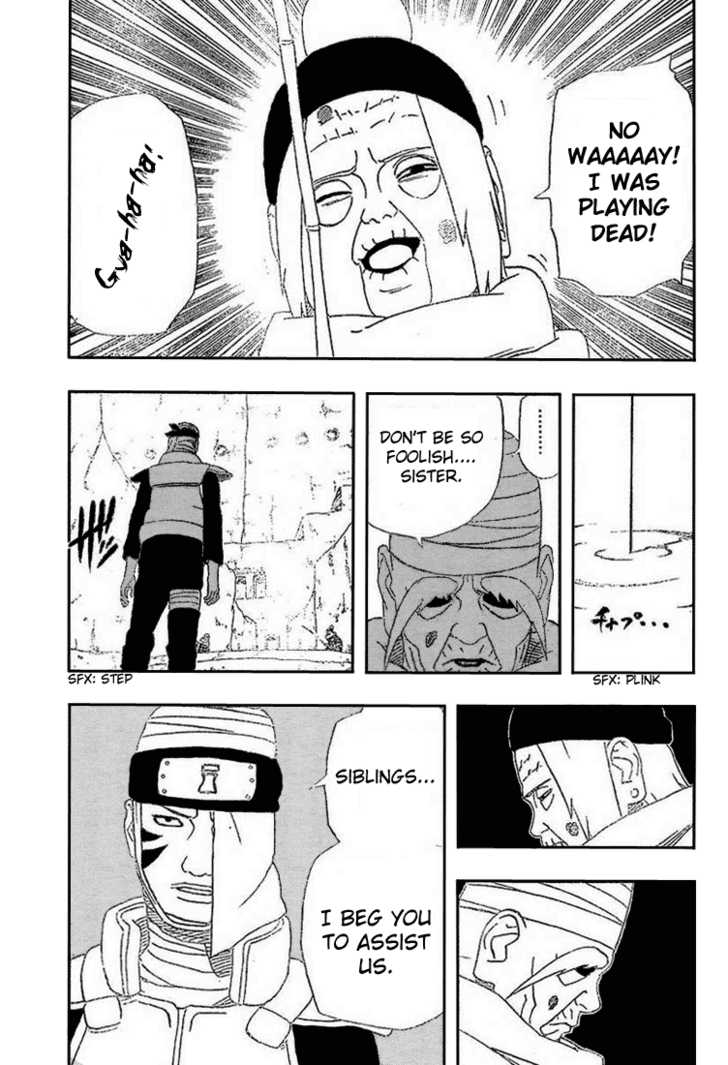 NO
WAAAAAY!
I WAS
PLAYING
DEAD!
Gya-ha-ha!
チャプ・・・
SFX: PLINK
..........
DON'T BE SO
FOOLISH....
SISTER.
SFX: STEP
SIBLINGS...
I BEG YOU
TO ASSIST
US.